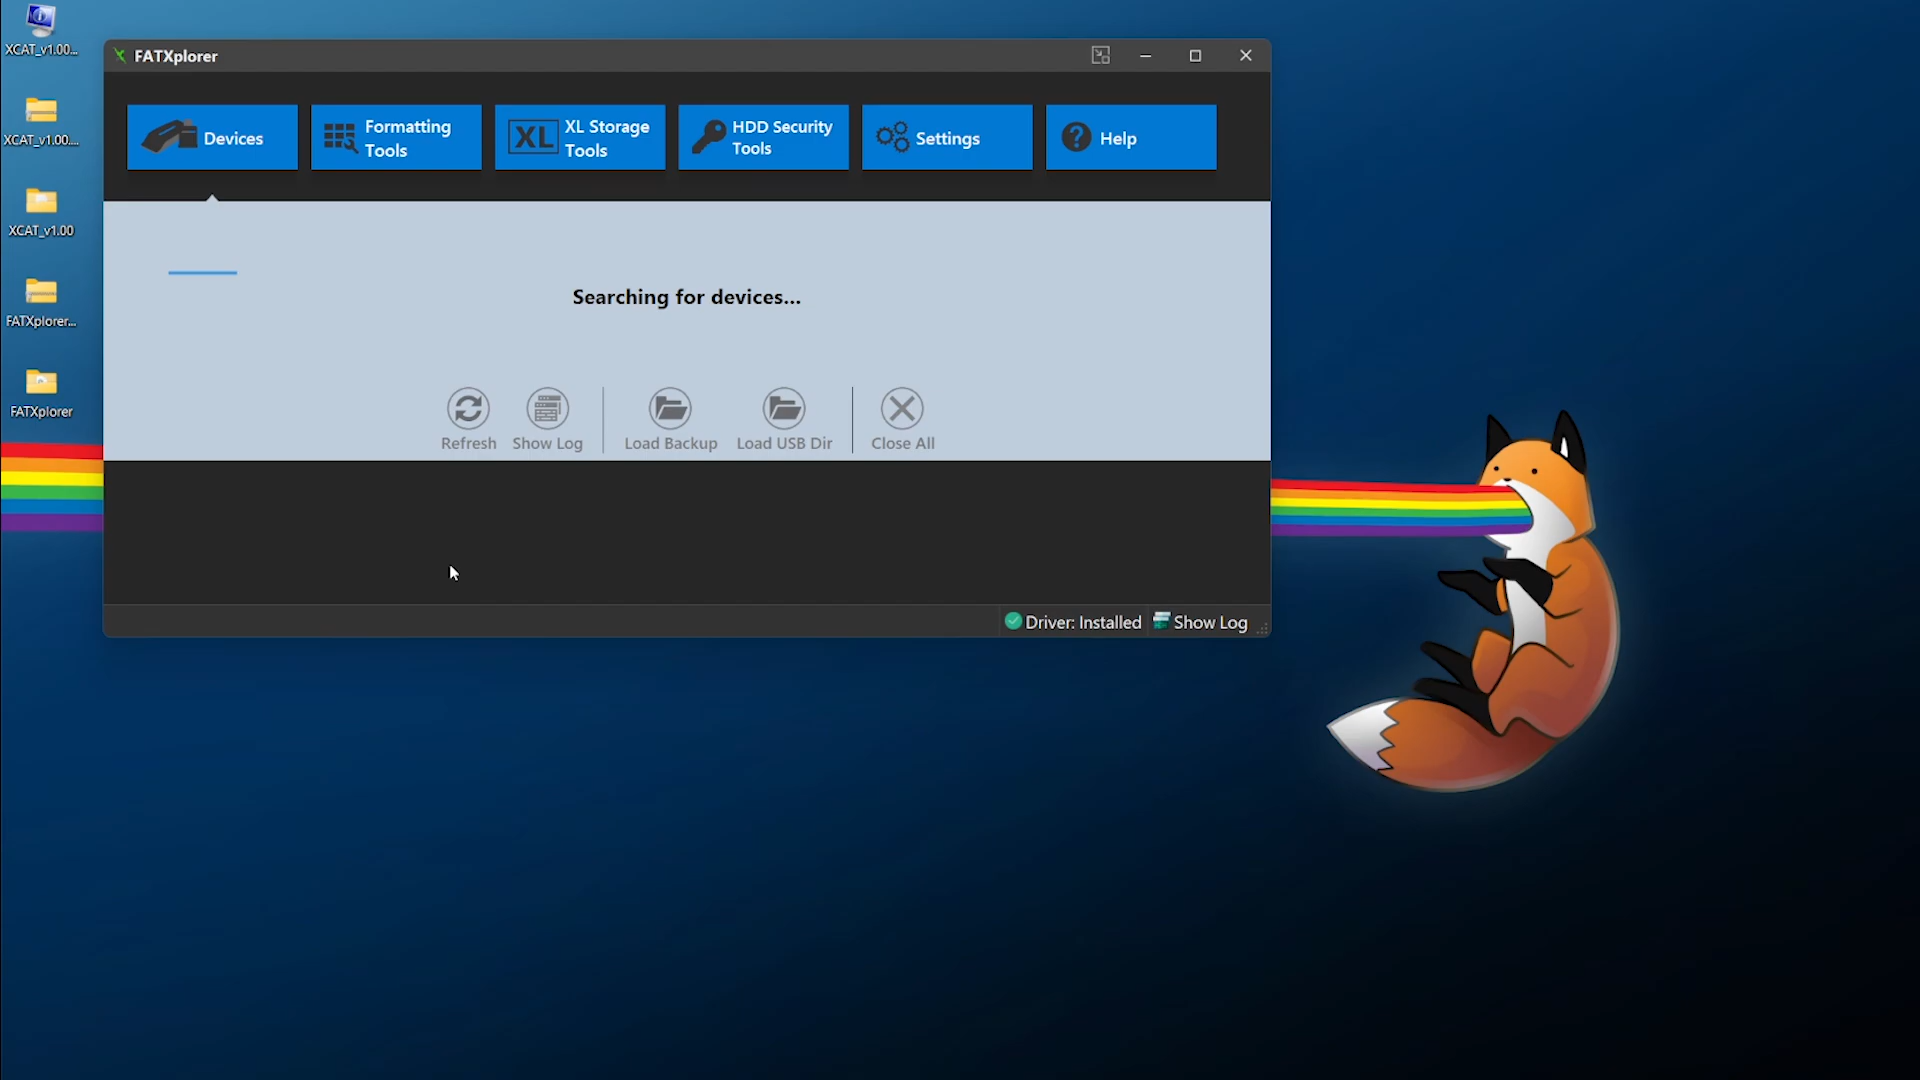 XCAT_v1.00...
XCAT_v1.00....
XCAT_v1.00
FATXplorer...
FATXplorer
FATXplorer
Devices
Formatting
Tools
XL
XL Storage
Tools
HDD Security
Tools
Settings
? Help
Searching for devices...
Refresh
Show Log
Load Backup
Load USB Dir
Close All
Driver: Installed
Show Log